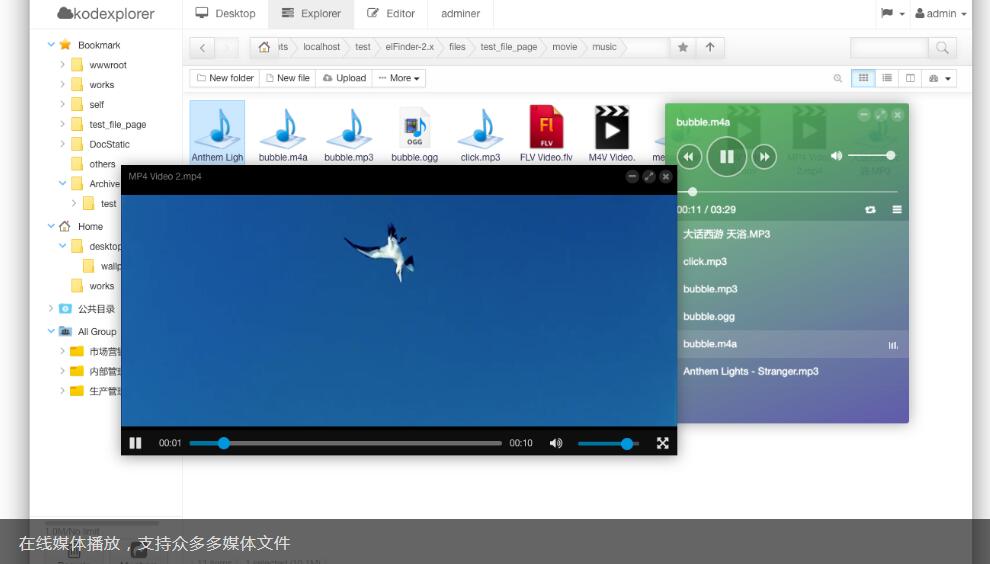 kodexplorer
Desktop
Explorer
Editor
adminer
admin
localhost
test
elFinder-2.x
files
test_file_page
movie
music
New folder
New file
Upload
More
Bookmark
wwwroot
works
self
test_file_page
DocStatic
others
Archive
test
Home
desktop
wallp
works
公共目录
All Group
市场营
内部管
生产管
Anthem Ligh
bubble.m4a
bubble.mp3
OGG
bubble.ogg
click.mp3
FLV
FLV Video.flv
M4V Video.
MP4 Video 2.mp4
00:01
00:10
bubble.m4a
00:11 / 03:29
大话西游 天浴.MP3
click.mp3
bubble.mp3
bubble.ogg
bubble.m4a
Anthem Lights - Stranger.mp3
在线媒体播放，支持众多多媒体文件